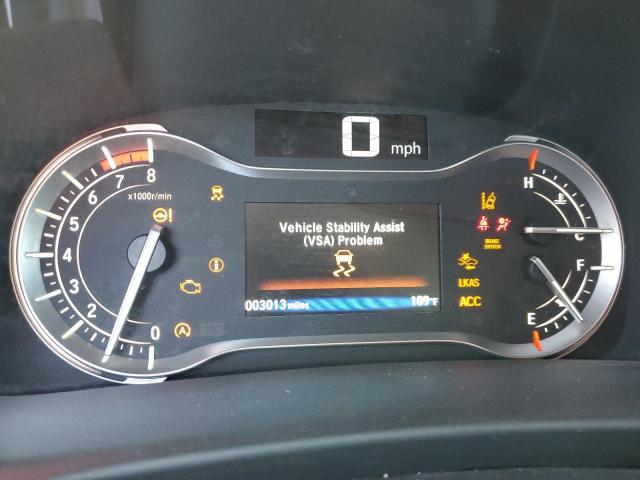 0 mph
8
7
6
5
4
3
2
1
0
x1000r/min
Vehicle Stability Assist
(VSA) Problem
003013 miles 109°F
BRAKE
SYSTEM
LKAS
ACC
H
C
F
E
A